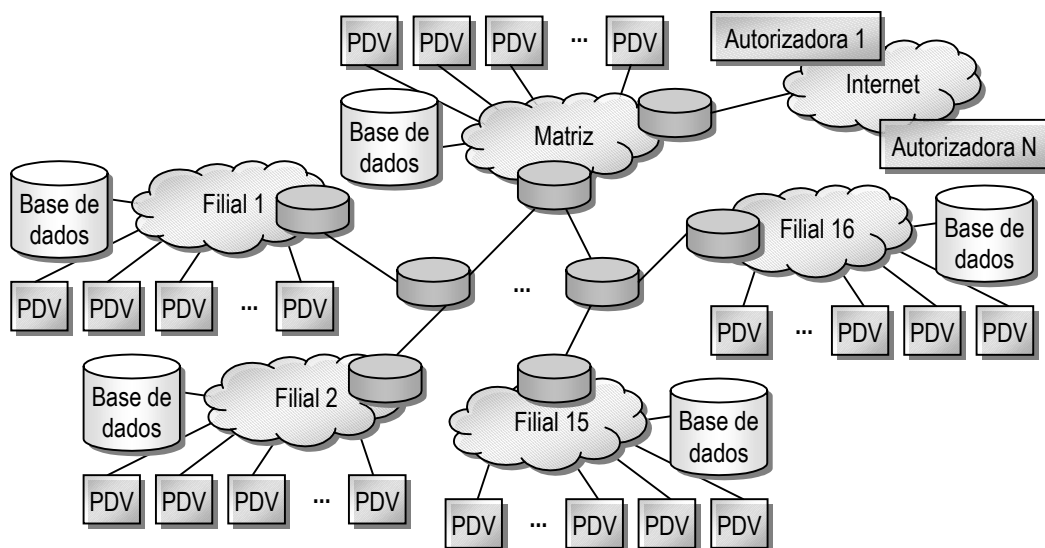 PDV PDV PDV ... PDV
Autorizadora 1
Internet
Autorizadora N
Base de
dados
Matriz
Base de
dados
Filial 1
PDV PDV PDV ... PDV
...
Filial 16
Base de
dados
PDV ... PDV PDV PDV
Base de
dados
Filial 2
PDV PDV PDV ... PDV
Filial 15
Base de
dados
PDV ... PDV PDV PDV